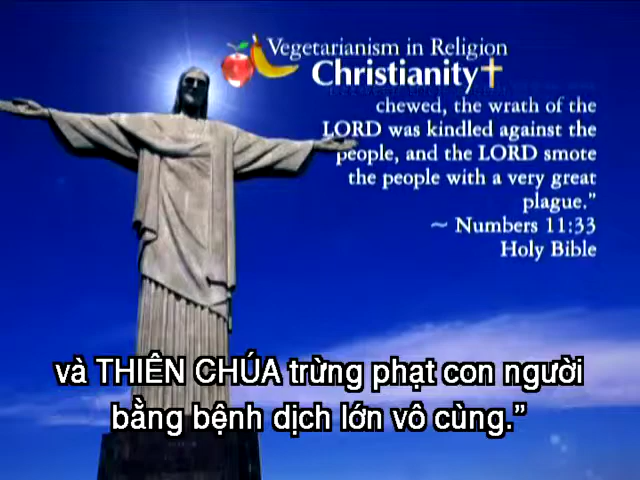 Vegetarianism in Religion
Christianity
chewed, the wrath of the
LORD was kindled against the
people, and the LORD smote
the people with a very great
plague."
~ Numbers 11:33
Holy Bible
và THIÊN CHÚA trừng phạt con người
bằng bệnh dịch lớn vô cùng.”